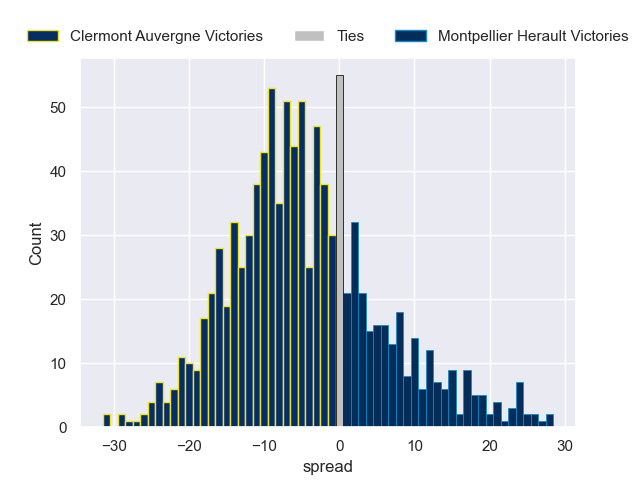 Clermont Auvergne Victories Ties Montpellier Herault Victories
50
40
30
20
10
0
Count
−30 −20 −10 0 10 20 30
spread